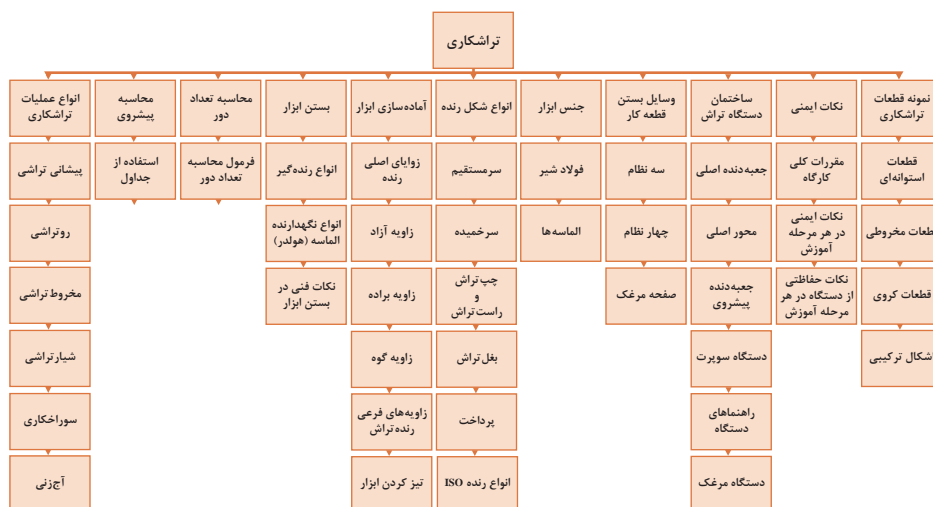 تراشکاری
نمونه قطعات
تراشکاری
قطعات
استوانه‌ای
قطعات مخروطی
قطعات کروی
اشکال ترکیبی
نکات ایمنی
مقررات کلی
کارگاه
نکات ایمنی
در هر مرحله
آموزش
نکات حفاظتی
از دستگاه در هر
مرحله آموزش
ساختمان
دستگاه تراش
جعبه‌دنده اصلی
محور اصلی
جعبه‌دنده
پیشروی
دستگاه سوپرت
راهنماهای
دستگاه
دستگاه مرغک
وسایل بستن
قطعه کار
سه نظام
چهار نظام
صفحه مرغک
جنس ابزار
فولاد شیر
الماسه‌ها
انواع شکل رنده
سرمستقیم
سرخمیده
چپ‌تراش
و
راست‌تراش
بغل‌تراش
پرداخت
انواع رنده ISO
آماده‌سازی ابزار
زوایای اصلی
رنده
زاویه آزاد
زاویه براده
زاویه گوه
زاویه‌های فرعی
رنده‌تراش
تیز کردن ابزار
بستن ابزار
انواع رنده‌گیر
انواع نگهدارنده
الماسه (هولدر)
نکات فنی در
بستن ابزار
محاسبه تعداد
دور
فرمول محاسبه
تعداد دور
محاسبه
پیشروی
استفاده از
جداول
انواع عملیات
تراشکاری
پیشانی تراشی
روتراشی
مخروط‌تراشی
شیارتراشی
سوراخکاری
آج‌زنی